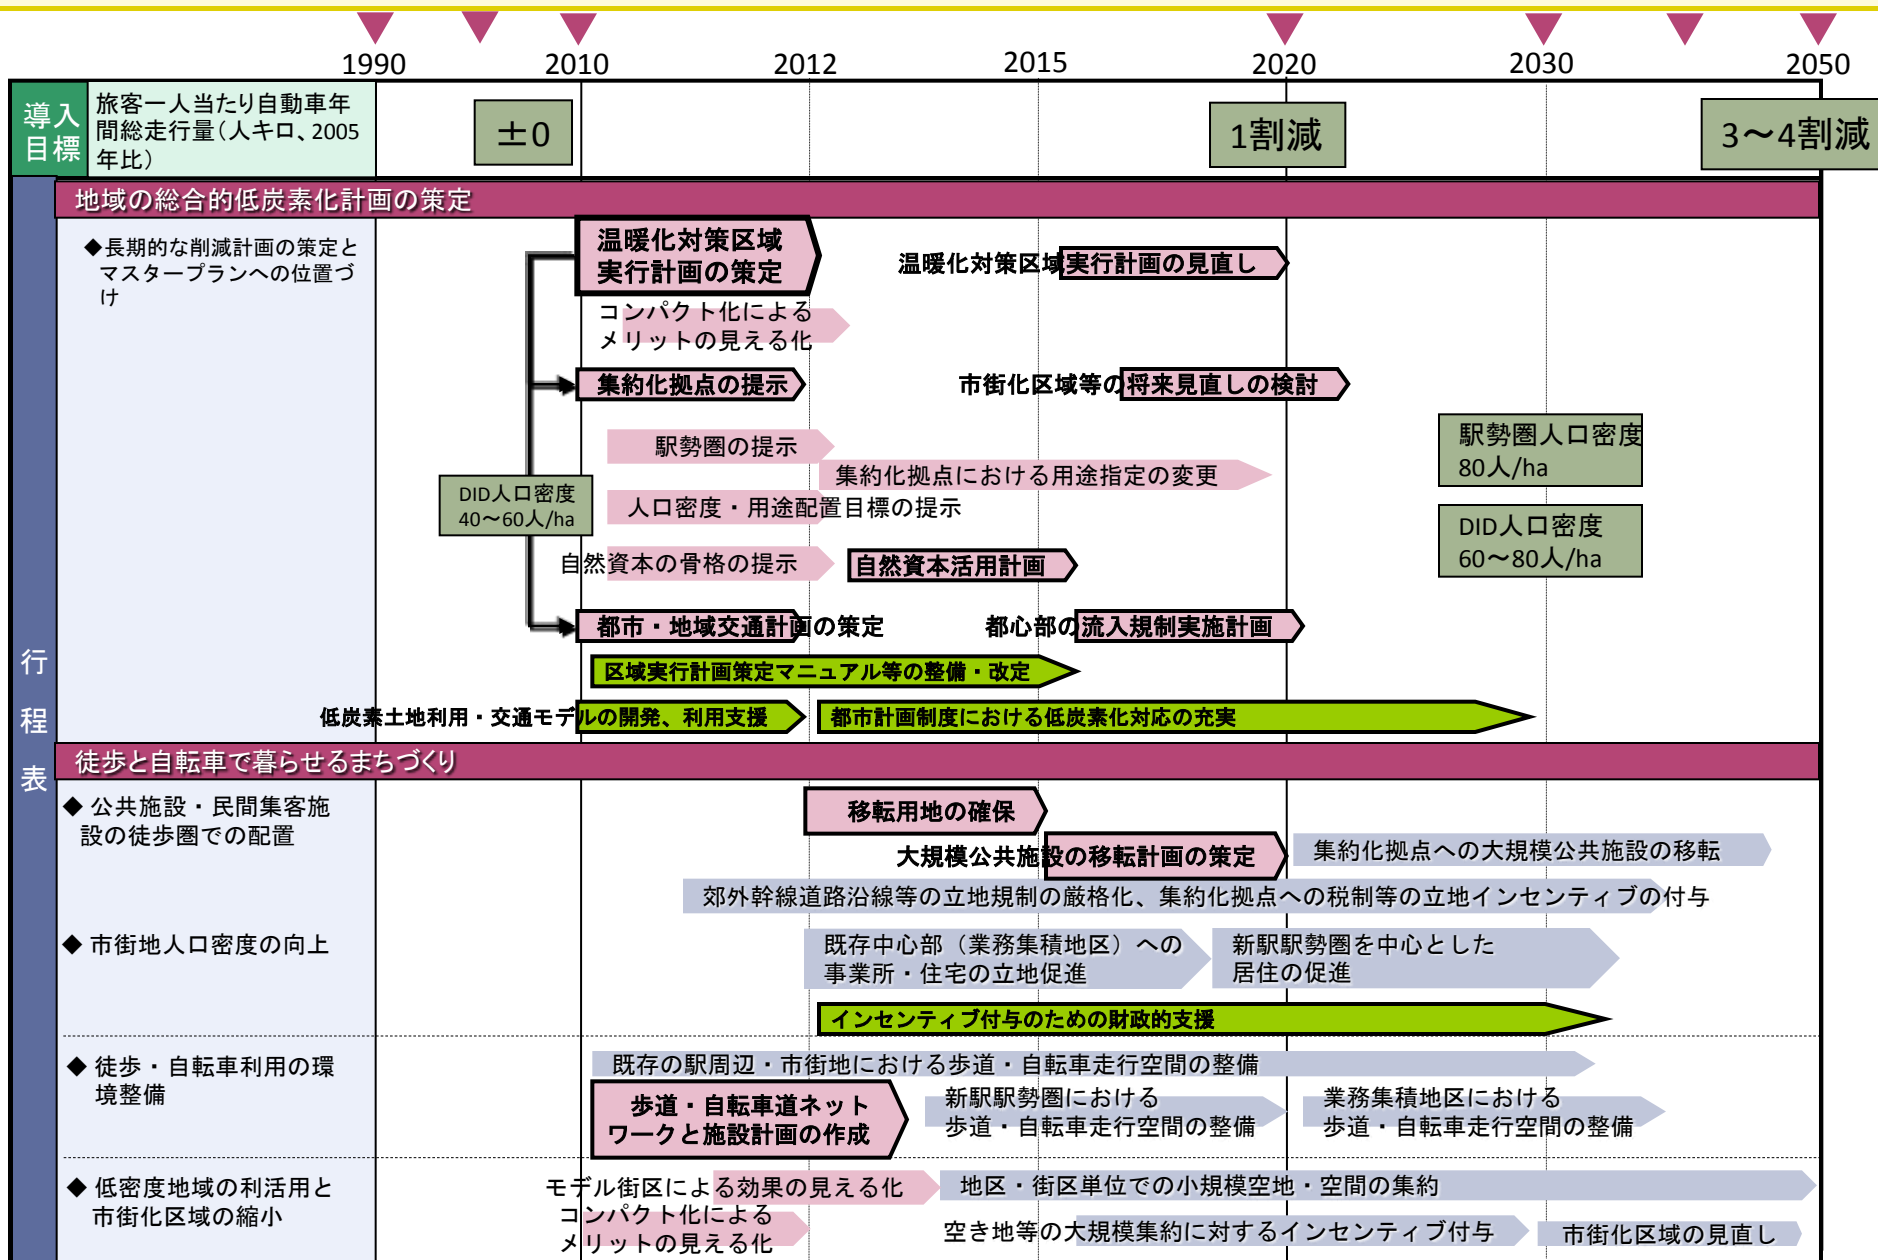 1990 2010 2012 2015 2020 2030 2050
導入
目標
旅客一人当たり自動車年
間総走行量(人キロ、2005
年比)
±0
1割減
3～4割減
行
程
表
地域の総合的低炭素化計画の策定
◆長期的な削減計画の策定と
マスタープランへの位置づ
け
温暖化対策区域
実行計画の策定
温暖化対策区域実行計画の見直し
コンパクト化による
メリットの見える化
集約化拠点の提示
市街化区域等の将来見直しの検討
駅勢圏の提示
集約化拠点における用途指定の変更
駅勢圏人口密度
80人/ha
DID人口密度
40～60人/ha
人口密度・用途配置目標の提示
DID人口密度
60～80人/ha
自然資本の骨格の提示
自然資本活用計画
都市・地域交通計画の策定
都心部の流入規制実施計画
区域実行計画策定マニュアル等の整備・改定
低炭素土地利用・交通モデルの開発、利用支援
都市計画制度における低炭素化対応の充実
徒歩と自転車で暮らせるまちづくり
◆ 公共施設・民間集客施
設の徒歩圏での配置
移転用地の確保
大規模公共施設の移転計画の策定
集約化拠点への大規模公共施設の移転
郊外幹線道路沿線等の立地規制の厳格化、集約化拠点への税制等の立地インセンティブの付与
◆ 市街地人口密度の向上
既存中心部(業務集積地区)への
事業所・住宅の立地促進
新駅駅勢圏を中心とした
居住の促進
インセンティブ付与のための財政的支援
◆ 徒歩・自転車利用の環
境整備
既存の駅周辺・市街地における歩道・自転車走行空間の整備
歩道・自転車道ネット
ワークと施設計画の作成
新駅駅勢圏における
歩道・自転車走行空間の整備
業務集積地区における
歩道・自転車走行空間の整備
◆ 低密度地域の利活用と
市街化区域の縮小
モデル街区による効果の見える化
地区・街区単位での小規模空地・空間の集約
コンパクト化による
メリットの見える化
空き地等の大規模集約に対するインセンティブ付与
市街化区域の見直し